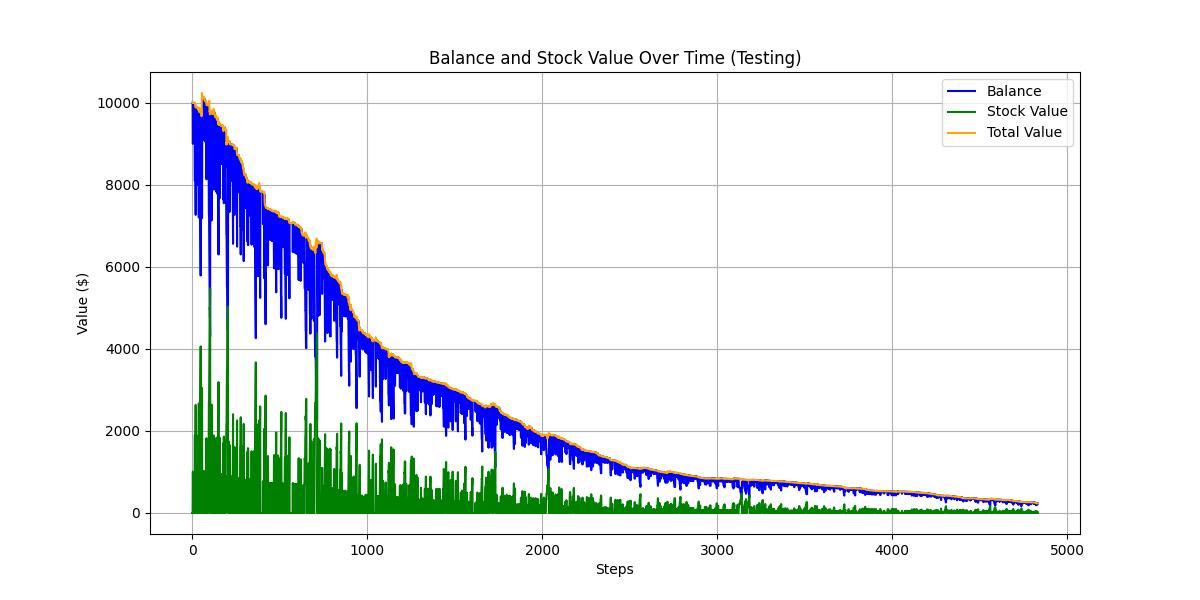 Balance and Stock Value Over Time (Testing)
Balance
Stock Value
Total Value
10000
8000
6000
4000
2000
0
Value ($)
0 1000 2000 3000 4000 5000
Steps